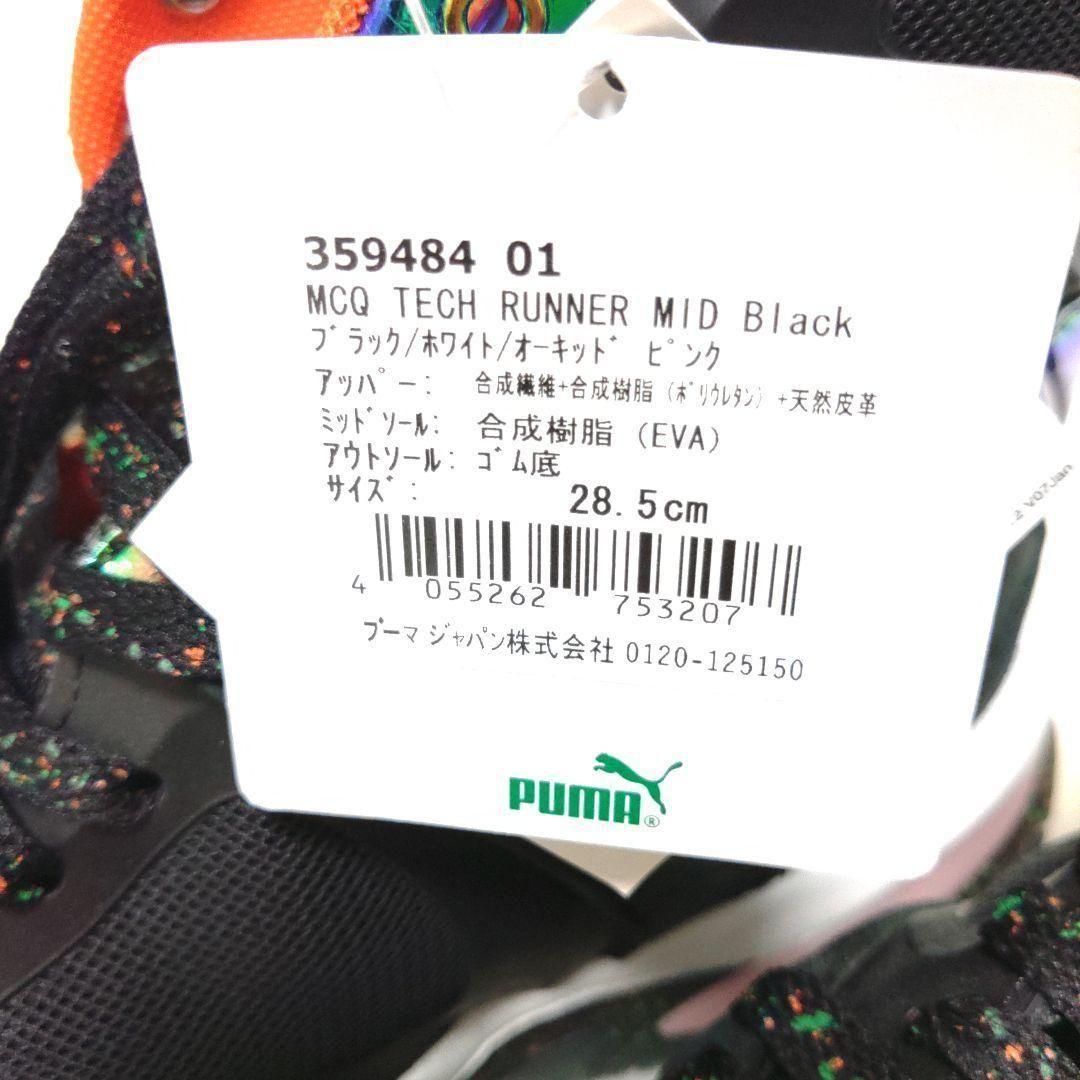 359484 01
MCQ TECH RUNNER MID Black
ﾌﾞﾗｯｸ/ﾎﾜｲﾄ/ｵｰｷｯﾄﾞ ﾋﾟﾝｸ
ｱｯﾊﾟｰ: 合成繊維+合成樹脂 (ﾎﾟﾘｳﾚﾀﾝ) +天然皮革
ﾐｯﾄﾞｿｰﾙ: 合成樹脂 (EVA)
ｱｳﾄｿｰﾙ: ｺﾞﾑ底
ｻｲｽﾞ: 28.5cm
4 055262 753207
プーマ ジャパン株式会社 0120-125150
PUMA®